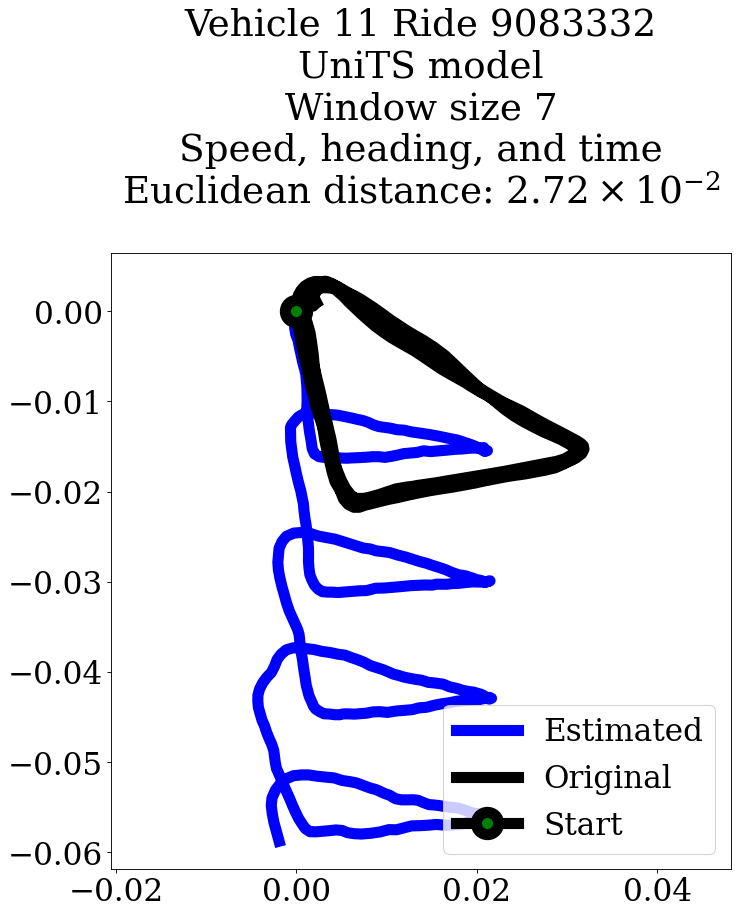 Vehicle 11 Ride 9083332
UniTS model
Window size 7
Speed, heading, and time
Euclidean distance: 2.72 × 10⁻²
0.00
−0.01
−0.02
−0.03
−0.04
−0.05
−0.06
Estimated
Original
Start
−0.02 0.00 0.02 0.04